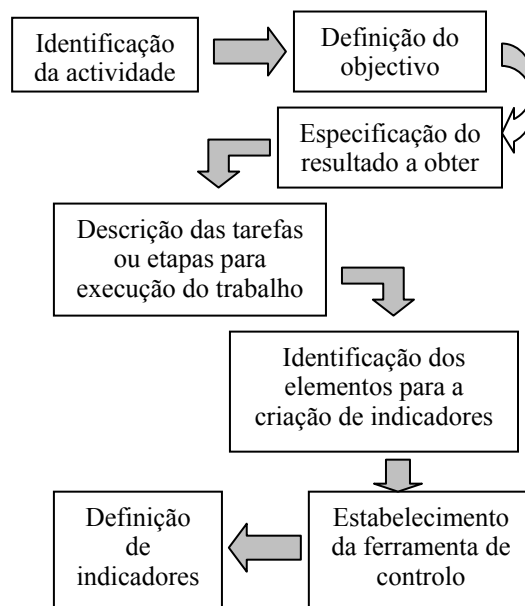 Identificação
da actividade
Definição do
objectivo
Especificação do
resultado a obter
Descrição das tarefas
ou etapas para
execução do trabalho
Identificação dos
elementos para a
criação de indicadores
Estabelecimento
da ferramenta de
controlo
Definição
de
indicadores